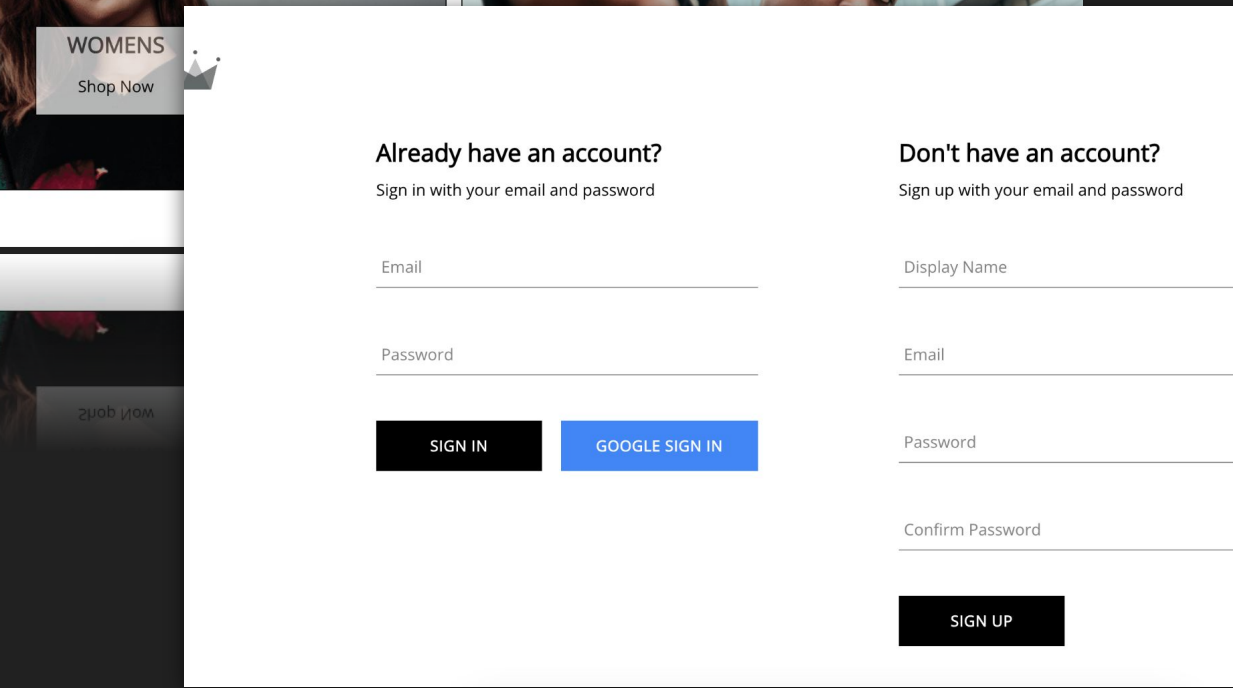 WOMENS
Shop Now
Already have an account?
Sign in with your email and password
Email
Password
SIGN IN
GOOGLE SIGN IN
Don't have an account?
Sign up with your email and password
Display Name
Email
Password
Confirm Password
SIGN UP
Shop Now